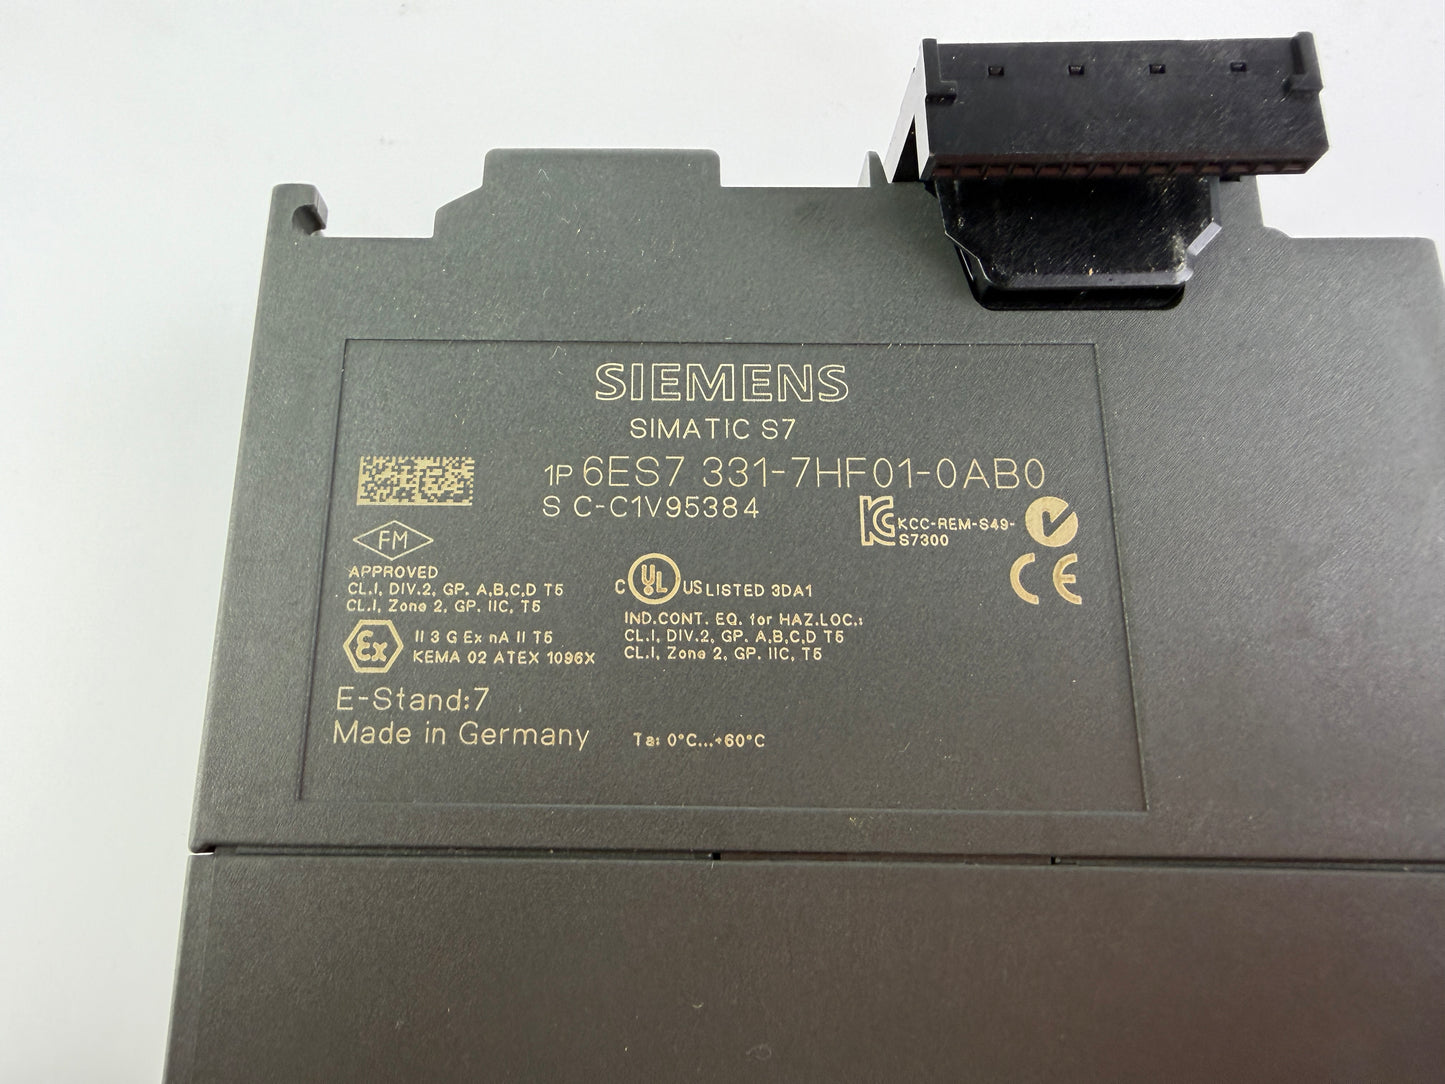 SIEMENS
SIMATIC S7
1P 6ES7 331-7HF01-0AB0
S C-C1V95384
KCC-REM-S49-
S7300
FM
APPROVED
CL.I, DIV.2, GP. A,B,C,D T5
CL.I, Zone 2, GP. IIC, T5
C UL US LISTED 3DA1
CE
IND.CONT. EQ. for HAZ.LOC.:
CL.I, DIV.2, GP. A,B,C,D T5
CL.I, Zone 2, GP. IIC, T5
Ex
II 3 G Ex nA II T5
KEMA 02 ATEX 1096X
E-Stand:7
Made in Germany
Ta: 0°C...+60°C